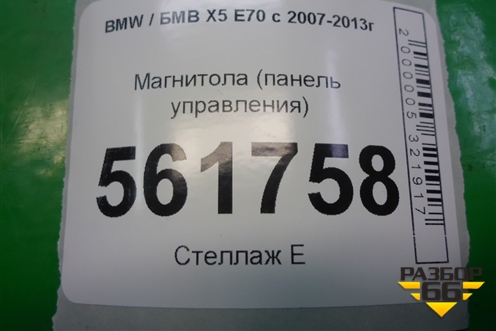 BMW / БМВ X5 E70 с 2007-2013г
Магнитола (панель
управления)
561758
Стеллаж Е
2000005321917
РАЗБОР
66